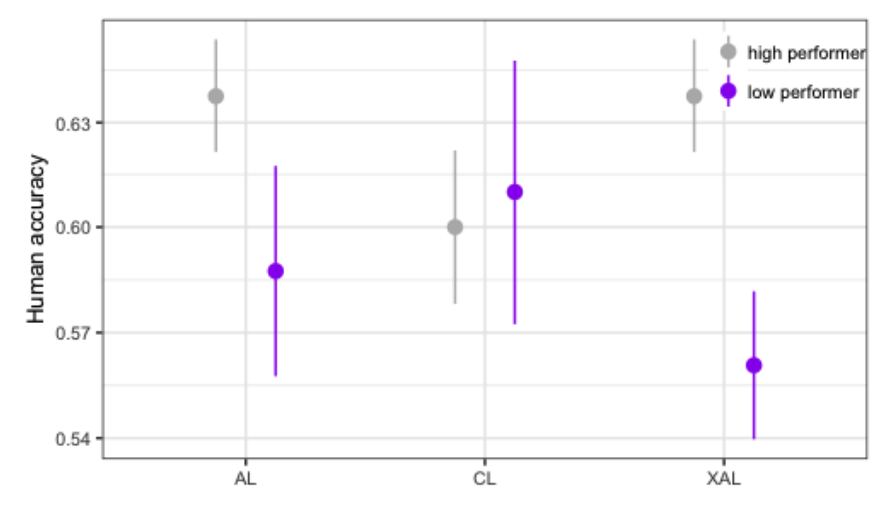 high performer
low performer
Human accuracy
0.63
0.60
0.57
0.54
AL
CL
XAL